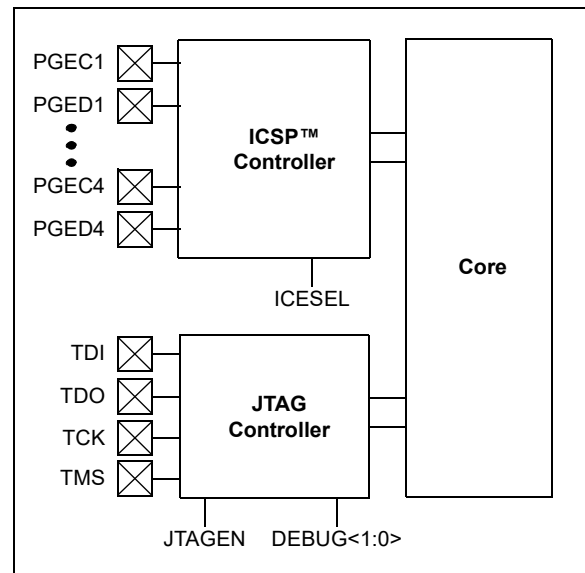 PGEC1
PGED1
PGEC4
PGED4
ICSP™
Controller
ICESEL
Core
TDI
TDO
TCK
TMS
JTAG
Controller
JTAGEN
DEBUG<1:0>